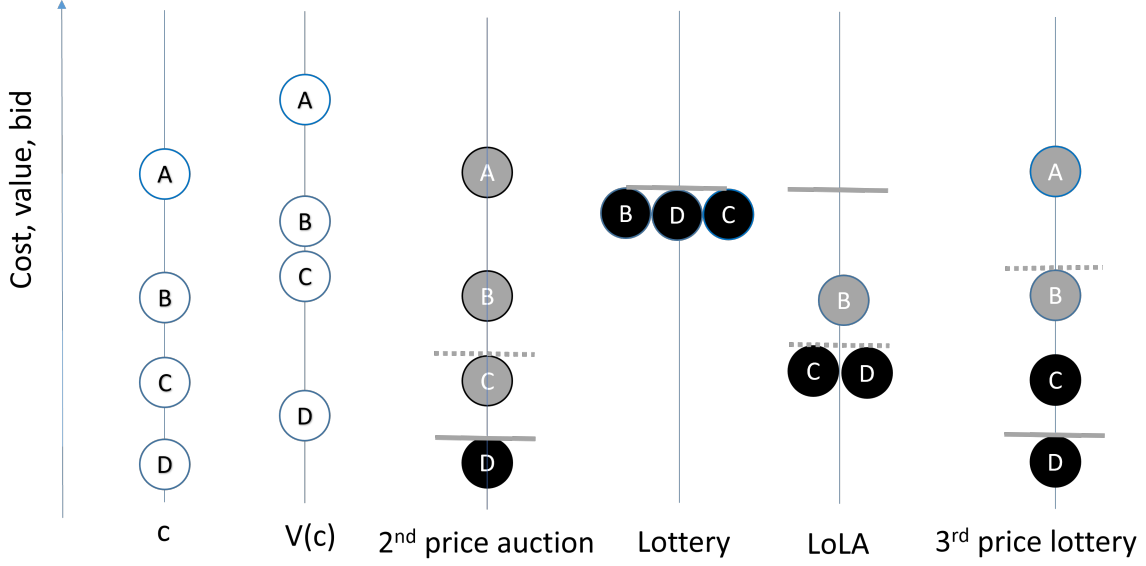 Cost, value, bid
A
B
C
D
c
A
B
C
D
V(c)
A
B
C
D
2nd price auction
B D C
Lottery
B
C D
LoLA
A
B
C
D
3rd price lottery